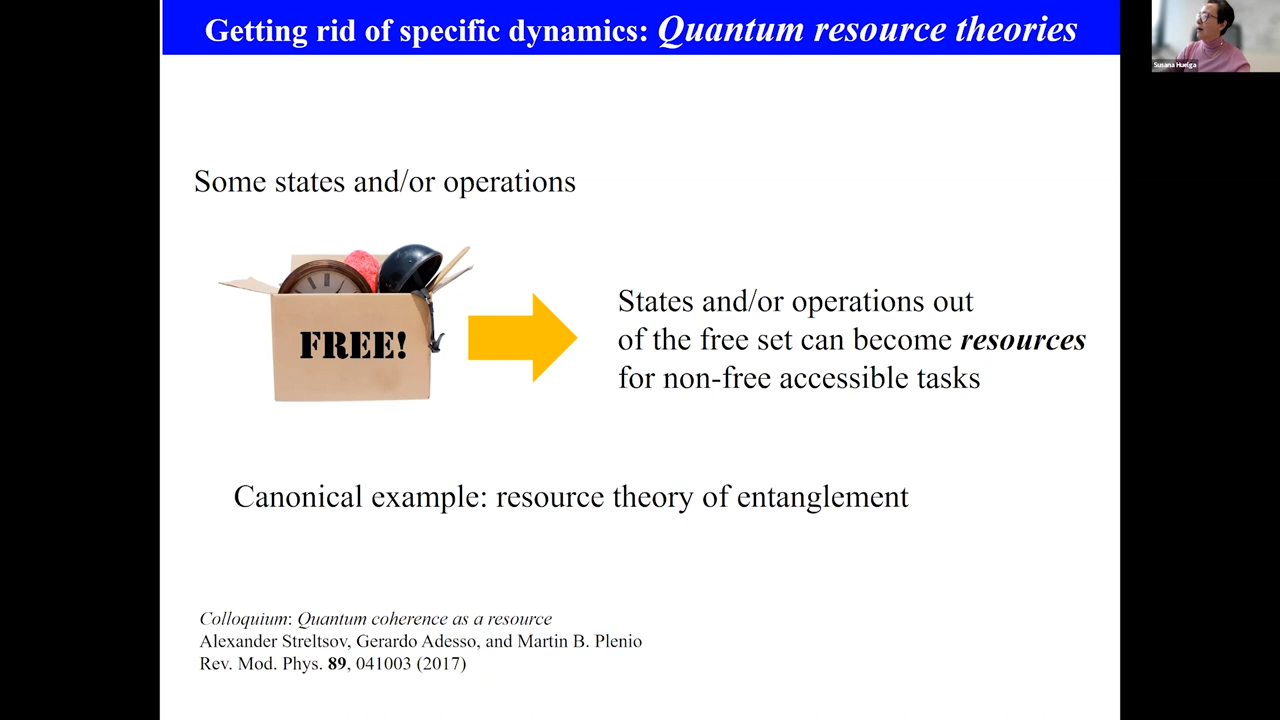 Getting rid of specific dynamics: Quantum resource theories
Susana Huelga
Some states and/or operations
FREE!
States and/or operations out
of the free set can become resources
for non-free accessible tasks
Canonical example: resource theory of entanglement
Colloquium: Quantum coherence as a resource
Alexander Streltsov, Gerardo Adesso, and Martin B. Plenio
Rev. Mod. Phys. 89, 041003 (2017)